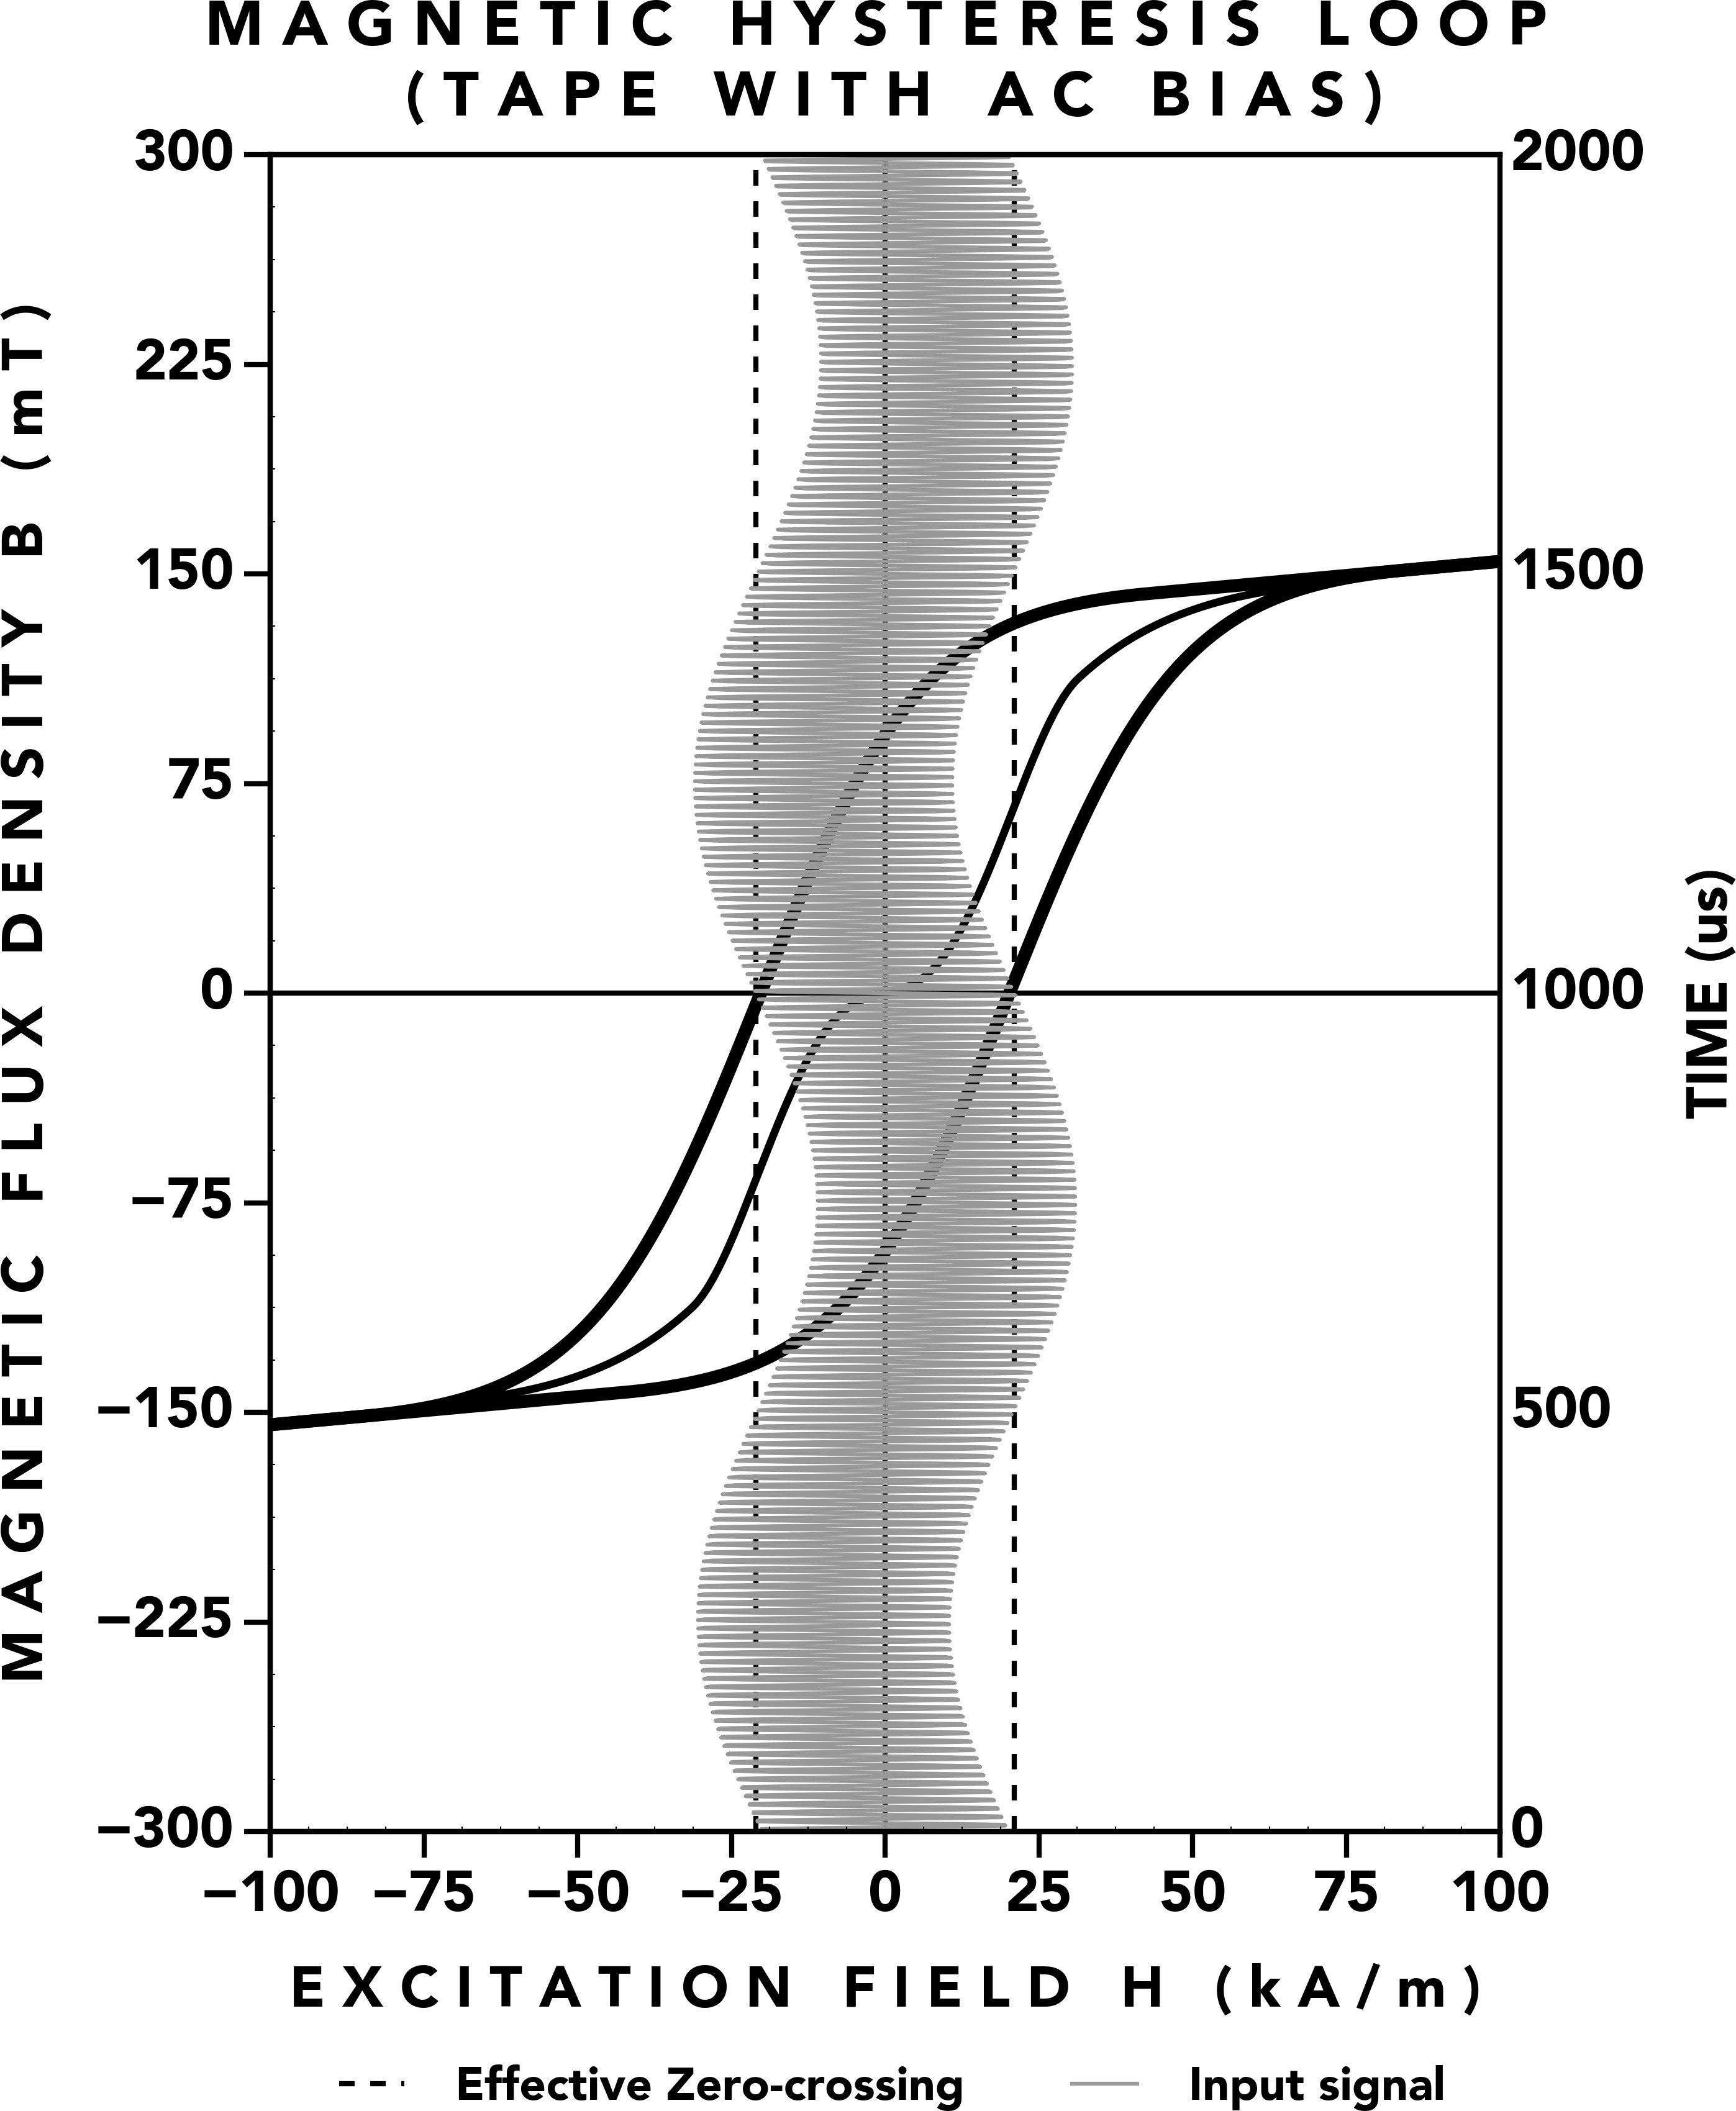 MAGNETIC HYSTERESIS LOOP
(TAPE WITH AC BIAS)
MAGNETIC FLUX DENSITY B (mT)
300
225
150
75
0
−75
−150
−225
−300
2000
1500
1000
500
0
TIME (us)
−100 −75 −50 −25 0 25 50 75 100
EXCITATION FIELD H (kA/m)
Effective Zero-crossing Input signal